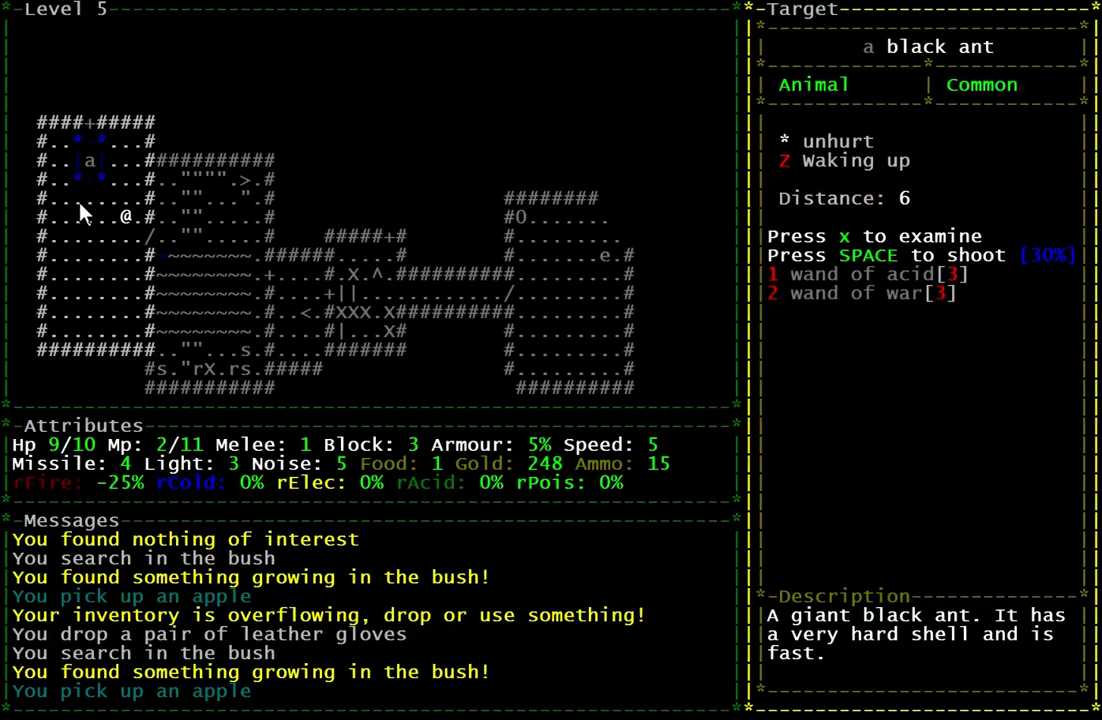 Level 5
####+#####
#..*-*...#
#..|a|...###########
#..*-*...#.."""".>.#
#........#..""...".#                    ########
#......@.#.."".....#                    #O.......
#......../.."".....#    #####+#         #........
#........#~~~~~~~~.######.....#         #.......e.#
#........#~~~~~~~~.+....#.x.^.##########..........#
#........#~~~~~~~~.#....+||............./.........#
#........#~~~~~~~~.#..<.#XXX.x##########.........#
#........#~~~~~~~~.#....#|...x#         #.........#
##########..""...s.#....#######         #.........#
#s."rX.rs.#####               #.........#
###########                    ##########
Attributes
Hp 9/10 Mp: 2/11 Melee: 1 Block: 3 Armour: 5% Speed: 5
Missile: 4 Light: 3 Noise: 5 Food: 1 Gold: 248 Ammo: 15
rFire: -25% rCold: 0% rElec: 0% rAcid: 0% rPois: 0%
Messages
You found nothing of interest
You search in the bush
You found something growing in the bush!
You pick up an apple
Your inventory is overflowing, drop or use something!
You drop a pair of leather gloves
You search in the bush
You found something growing in the bush!
You pick up an apple
Target
a black ant
Animal | Common
* unhurt
Z Waking up
Distance: 6
Press x to examine
Press SPACE to shoot [30%]
1 wand of acid[3]
2 wand of war[3]
Description
A giant black ant. It has
a very hard shell and is
fast.